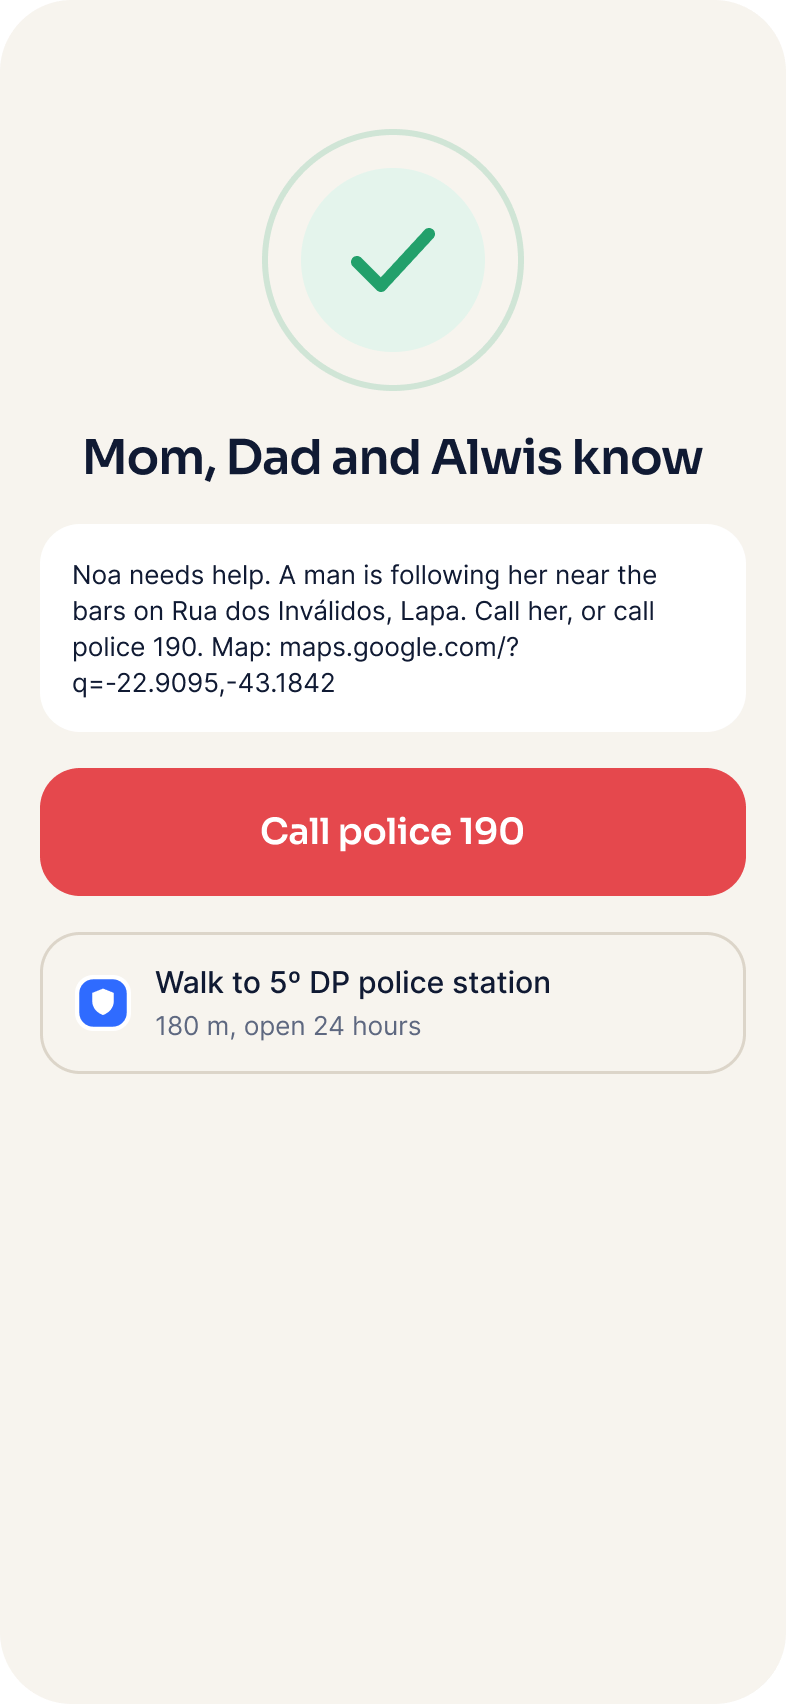 Mom, Dad and Alwis know
Noa needs help. A man is following her near the
bars on Rua dos Inválidos, Lapa. Call her, or call
police 190. Map: maps.google.com/?
q=-22.9095,-43.1842
Call police 190
Walk to 5º DP police station
180 m, open 24 hours